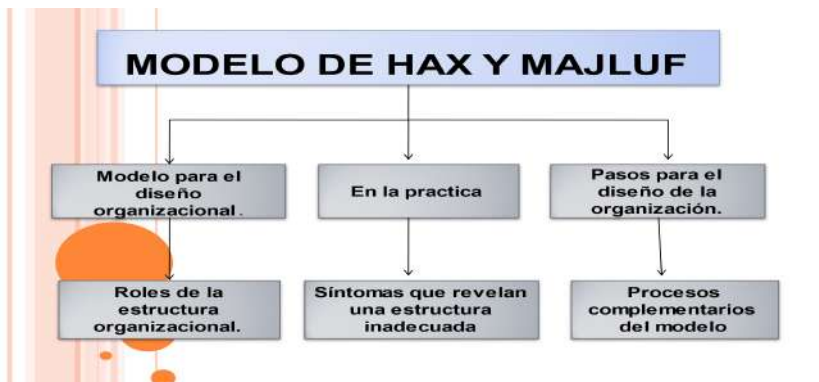 MODELO DE HAX Y MAJLUF
Modelo para el
diseño
organizacional.
En la practica
Pasos para el
diseño de la
organización.
Roles de la
estructura
organizacional.
Síntomas que revelan
una estructura
inadecuada
Procesos
complementarios
del modelo